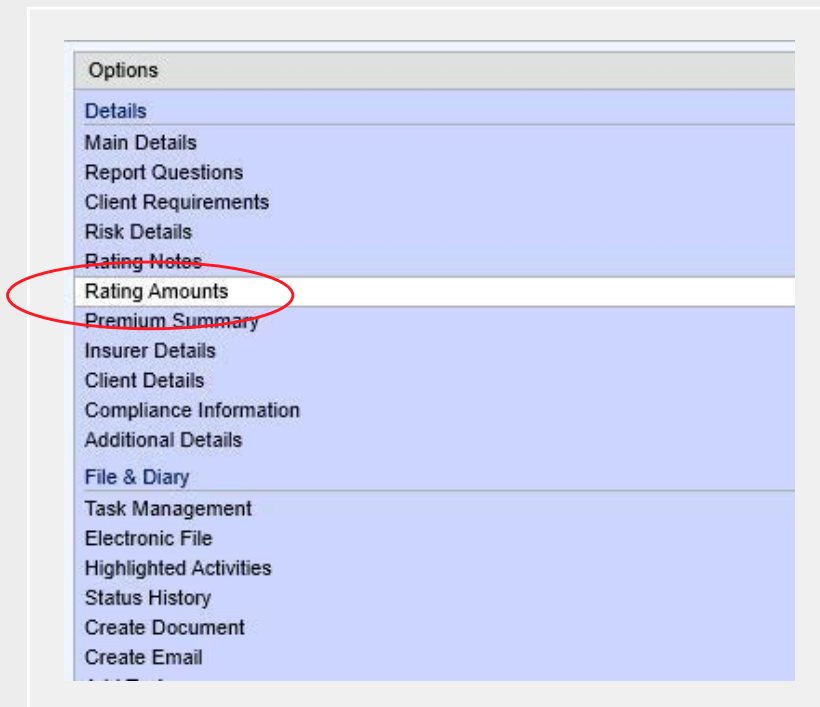 Options
Details
Main Details
Report Questions
Client Requirements
Risk Details
Rating Notes
Rating Amounts
Premium Summary
Insurer Details
Client Details
Compliance Information
Additional Details
File & Diary
Task Management
Electronic File
Highlighted Activities
Status History
Create Document
Create Email